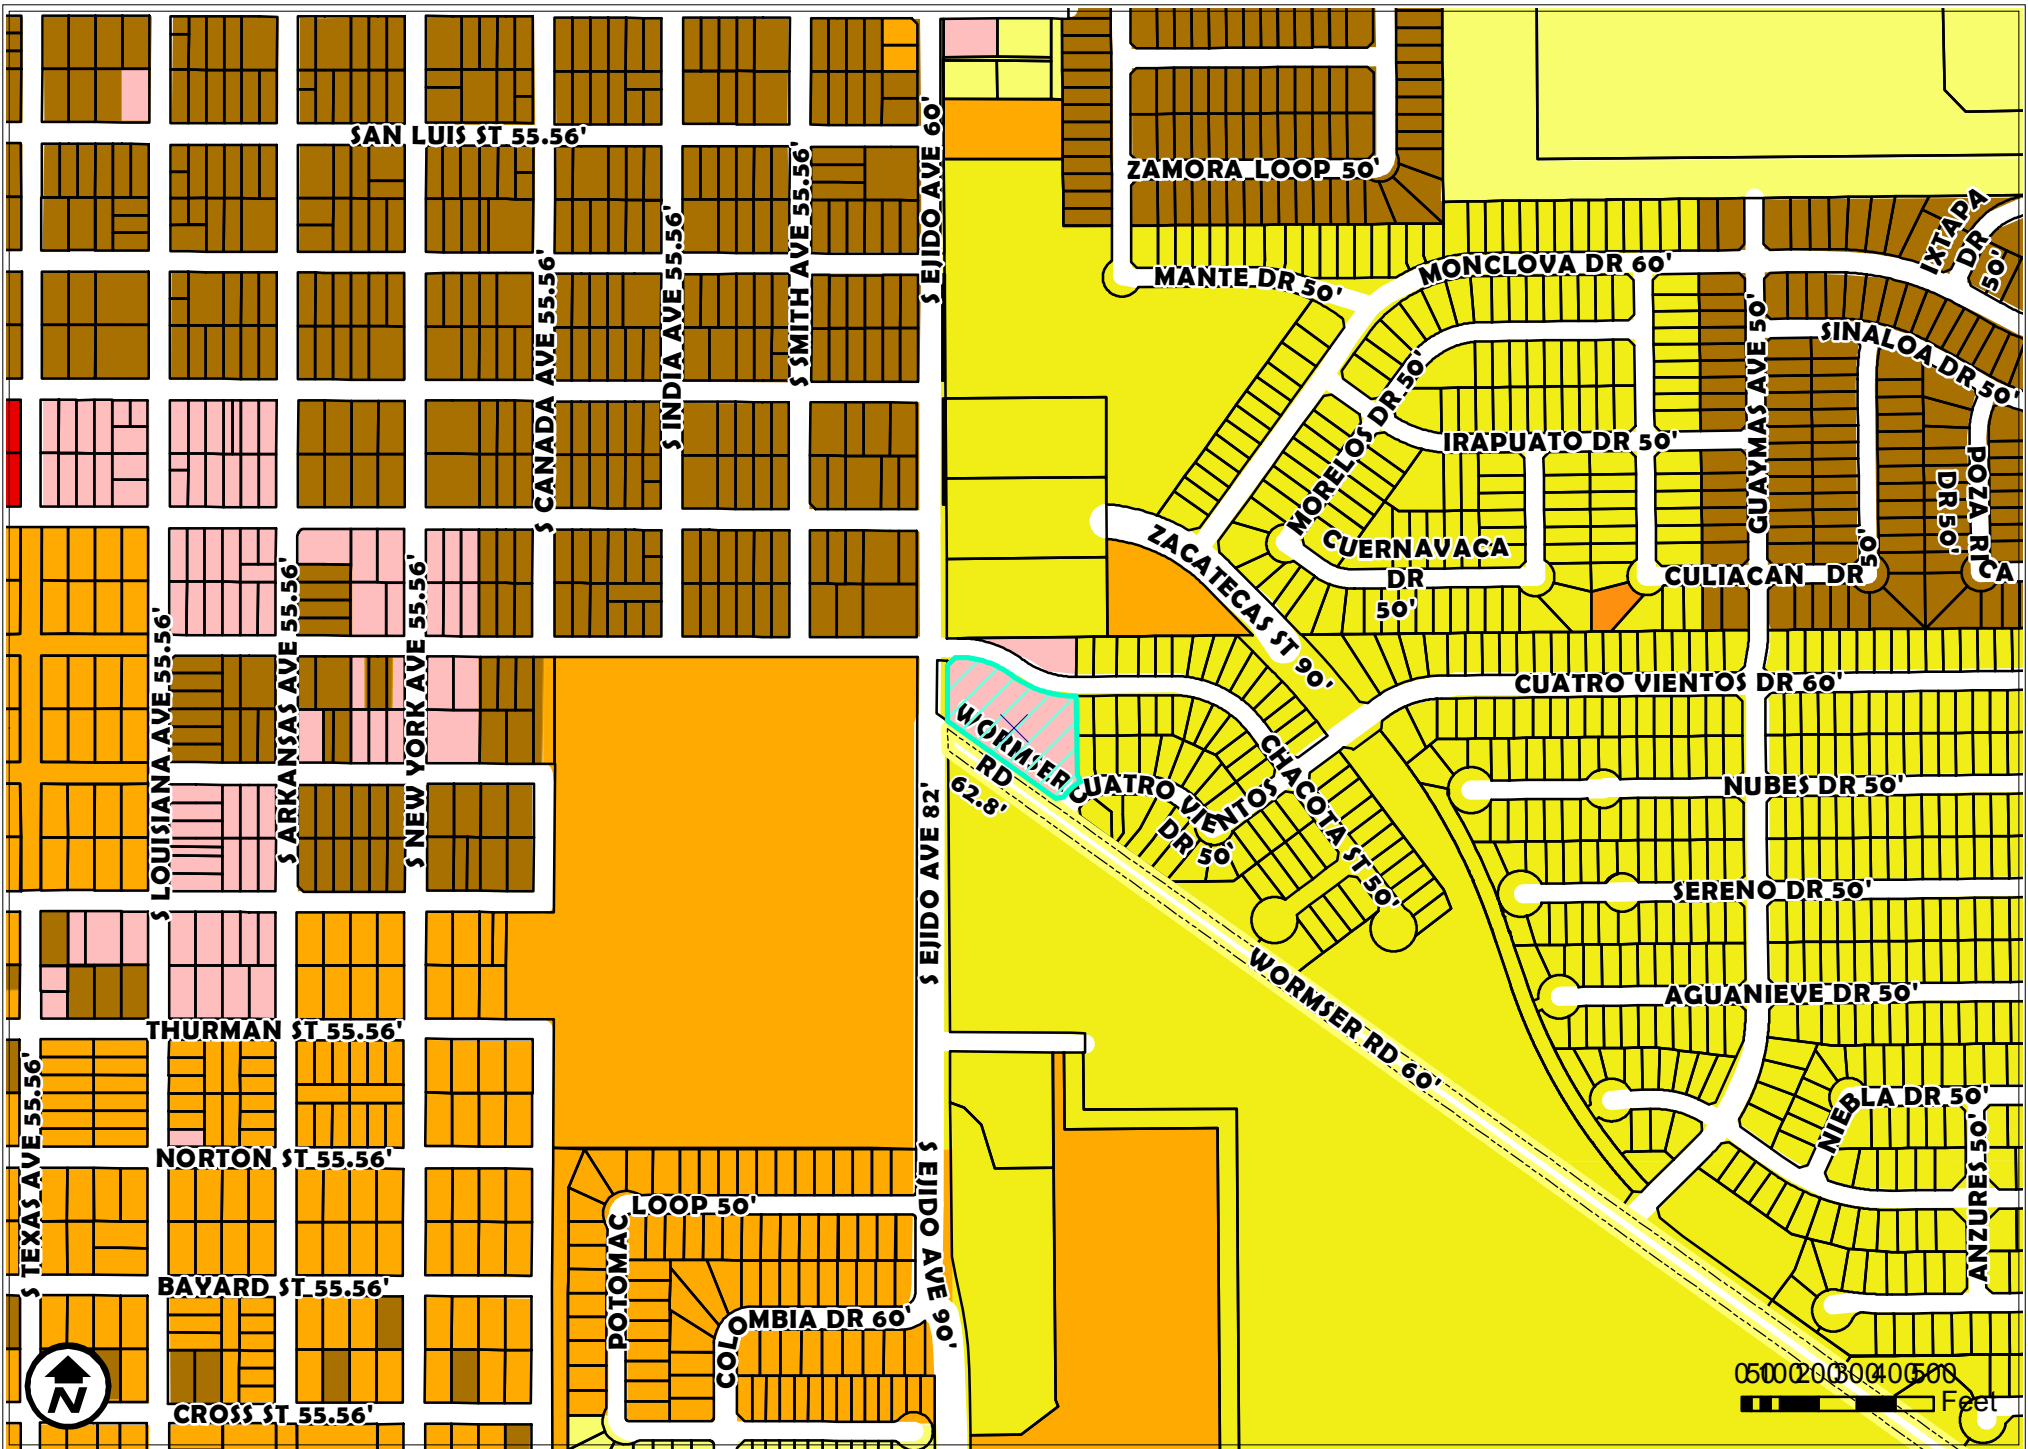 SAN LUIS ST 55.56'
S EJIDO AVE 60'
ZAMORA LOOP 50'
S SMITH AVE 55.56'
S INDIA AVE 55.56'
S CANADA AVE 55.56'
MANTE DR 50'
MONCLOVA DR 60'
IXTAPA
DR
50'
SINALOA DR 50'
GUAYMAS AVE 50'
MORELOS DR 50'
IRAPUATO DR 50'
POZA RICA
DR 50'
ZACATECAS ST 90'
CUERNAVACA
DR
50'
CULIACAN DR
50'
S LOUISIANA AVE 55.56'
S ARKANSAS AVE 55.56'
S NEW YORK AVE 55.56'
CUATRO VIENTOS DR 60'
WORMSER
RD
62.8'
CUATRO VIENTOS
DR 50'
CHACOTA ST 50'
NUBES DR 50'
S EJIDO AVE 82'
SERENO DR 50'
WORMSER RD 60'
AGUANIEVE DR 50'
THURMAN ST 55.56'
S TEXAS AVE 55.56'
NIEBLA DR 50'
NORTON ST 55.56'
ANZURES 50'
S EJIDO AVE 90'
POTOMAC
LOOP 50'
BAYARD ST 55.56'
COLOMBIA DR 60'
CROSS ST 55.56'
N
0 50 100 200 300 400 500
Feet